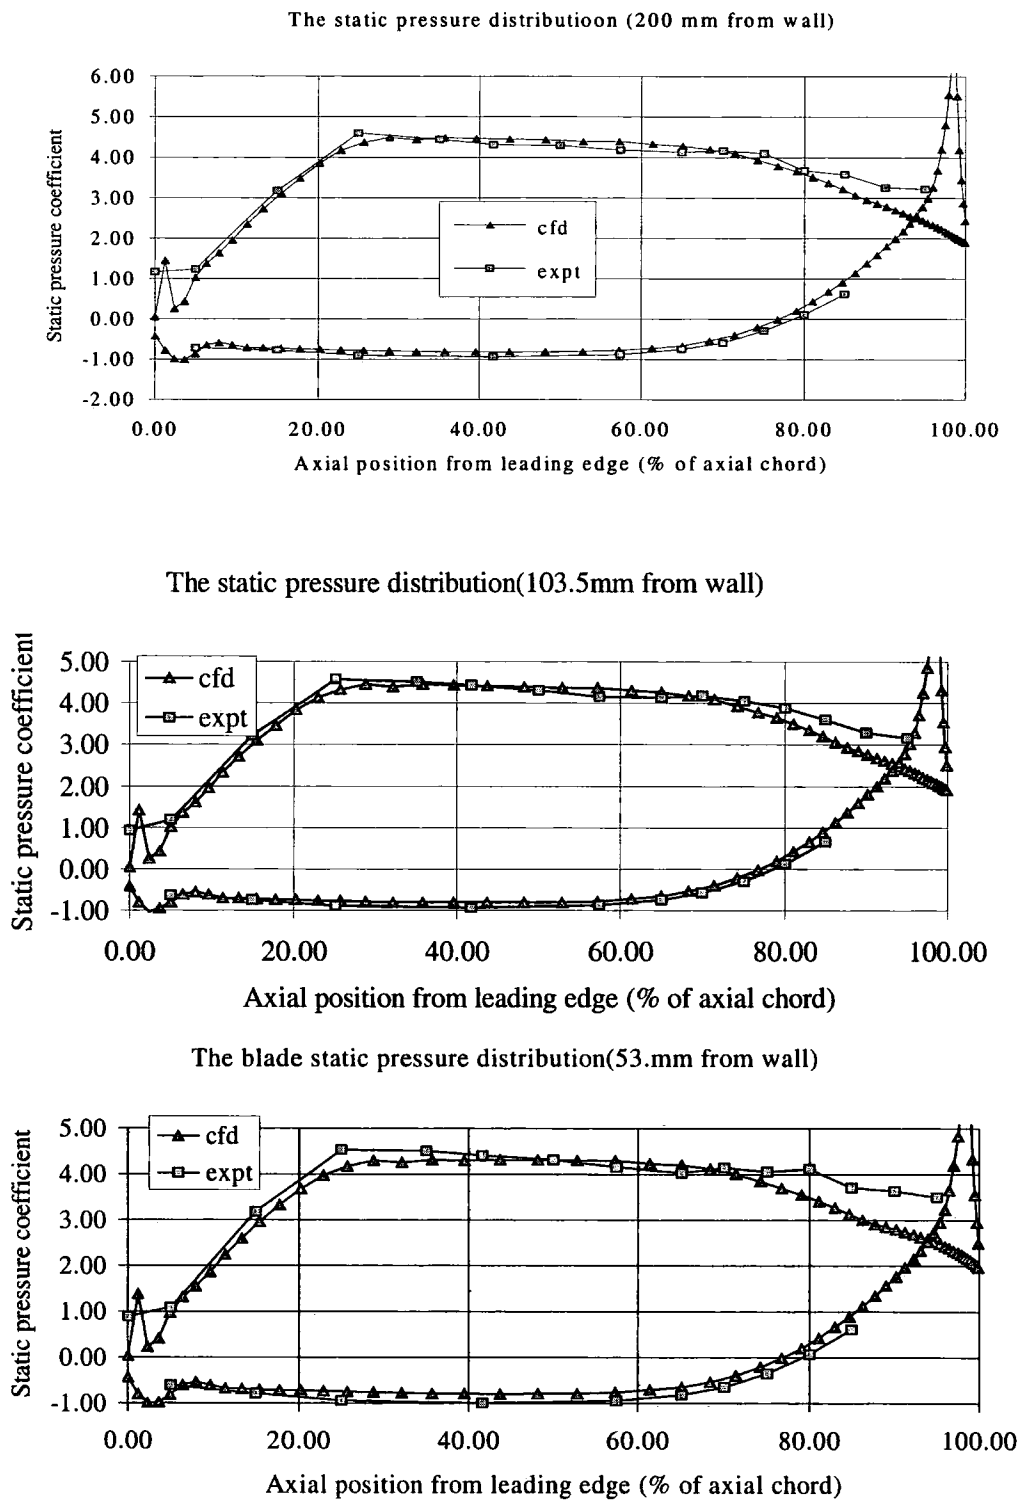 The static pressure distributioon (200 mm from wall)
6.00
5.00
4.00
3.00
2.00
1.00
0.00
-1.00
-2.00
Static pressure coefficient
cfd
expt
0.00 20.00 40.00 60.00 80.00 100.00
Axial position from leading edge (% of axial chord)
The static pressure distribution(103.5mm from wall)
5.00
4.00
3.00
2.00
1.00
0.00
-1.00
Static pressure coefficient
cfd
expt
0.00 20.00 40.00 60.00 80.00 100.00
Axial position from leading edge (% of axial chord)
The blade static pressure distribution(53.mm from wall)
5.00
4.00
3.00
2.00
1.00
0.00
-1.00
Static pressure coefficient
cfd
expt
0.00 20.00 40.00 60.00 80.00 100.00
Axial position from leading edge (% of axial chord)